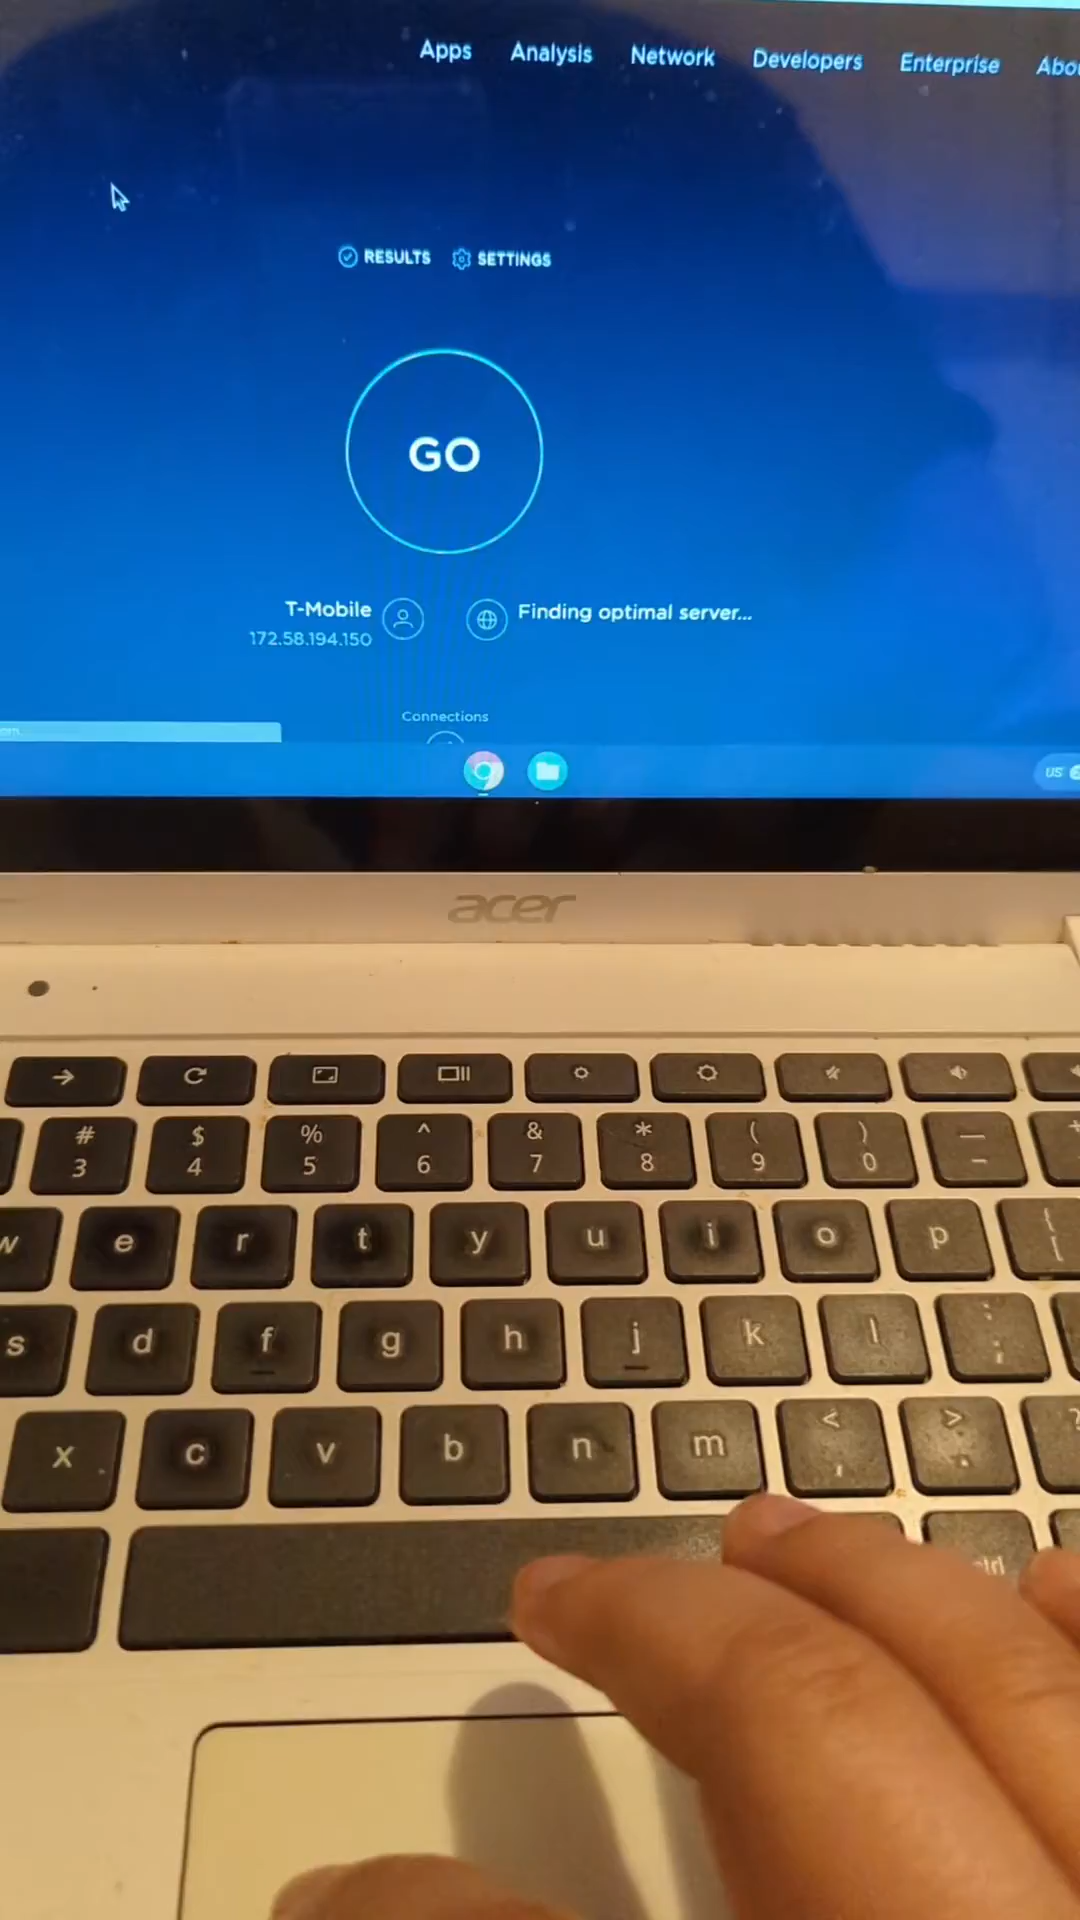 Apps Analysis Network Developers Enterprise
RESULTS SETTINGS
GO
T-Mobile
172.58.194.150
Finding optimal server...
Connections
US
acer
# $ % ^ & * ( ) —
3 4 5 6 7 8 9 0 -
w e r t y u i o p { [
s d f g h j k l : ;
x c v b n m < , > . ?